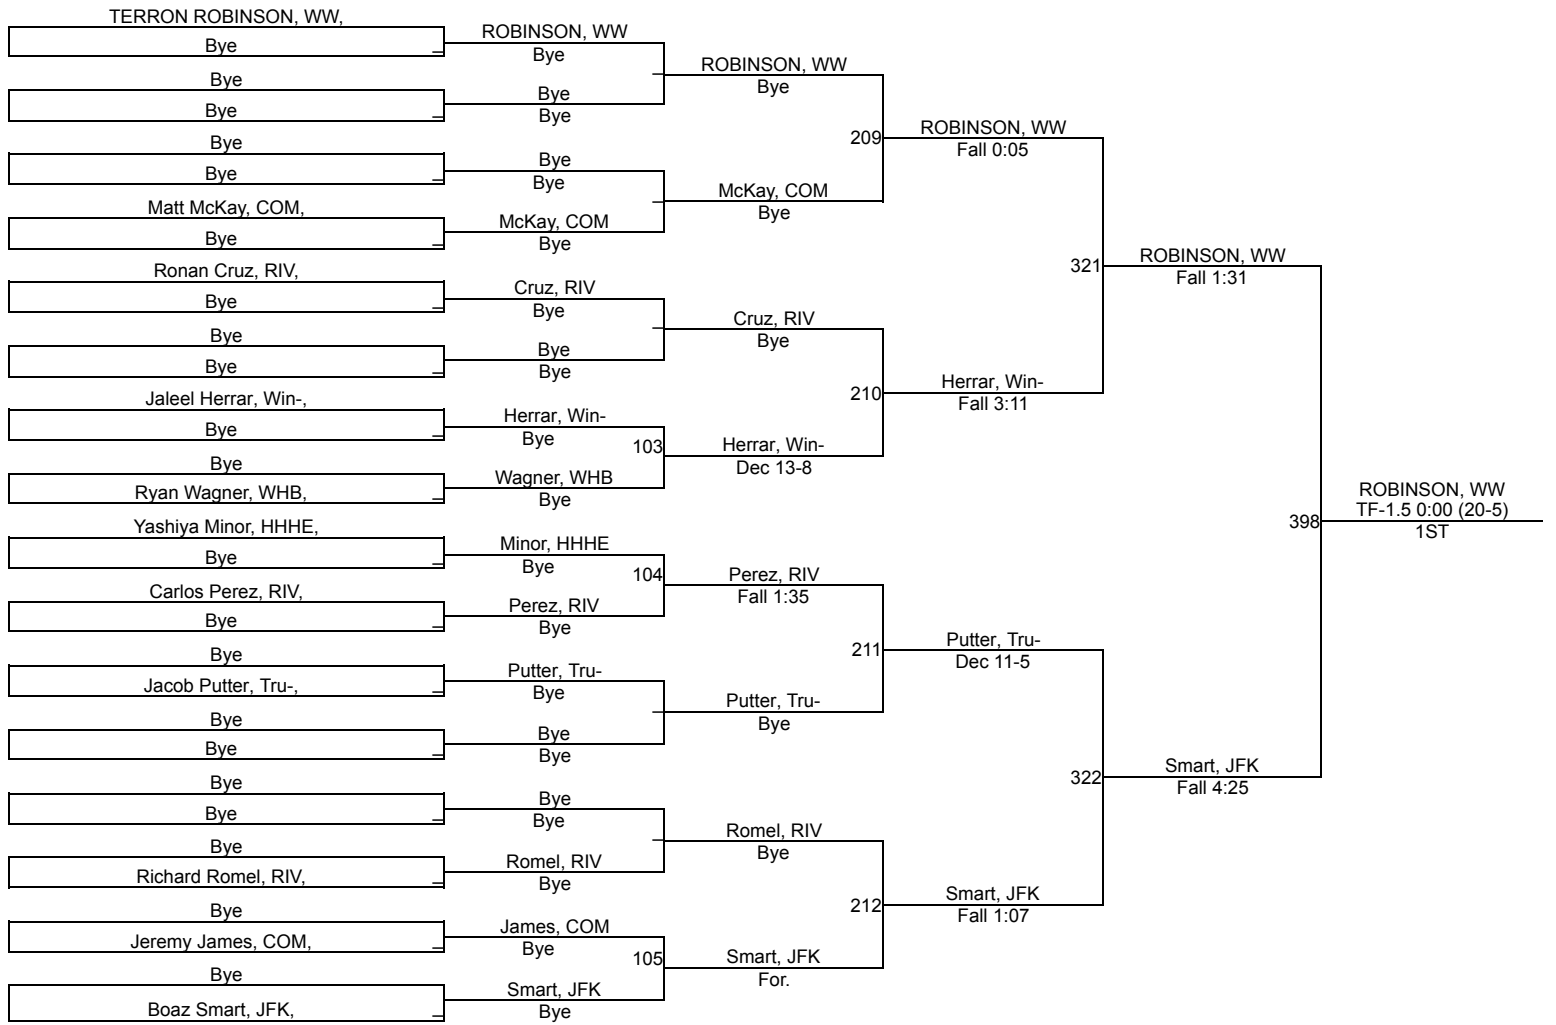 TERRON ROBINSON, WW,
Bye
Bye
Bye
Bye
Bye
Matt McKay, COM,
Bye
Ronan Cruz, RIV,
Bye
Bye
Bye
Jaleel Herrar, Win-,
Bye
Bye
Ryan Wagner, WHB,
Yashiya Minor, HHHE,
Bye
Carlos Perez, RIV,
Bye
Bye
Jacob Putter, Tru-,
Bye
Bye
Bye
Bye
Bye
Richard Romel, RIV,
Bye
Jeremy James, COM,
Bye
Boaz Smart, JFK,
ROBINSON, WW
Bye
Bye
Bye
Bye
Bye
McKay, COM
Bye
Cruz, RIV
Bye
Bye
Bye
Herrar, Win-
Bye
103
Wagner, WHB
Bye
Minor, HHHE
Bye
104
Perez, RIV
Bye
Putter, Tru-
Bye
Bye
Bye
Bye
Bye
Romel, RIV
Bye
James, COM
Bye
105
Smart, JFK
Bye
ROBINSON, WW
Bye
209
McKay, COM
Bye
Cruz, RIV
Bye
210
Herrar, Win-
Dec 13-8
Perez, RIV
Fall 1:35
211
Putter, Tru-
Bye
Romel, RIV
Bye
212
Smart, JFK
For.
ROBINSON, WW
Fall 0:05
321
Herrar, Win-
Fall 3:11
Putter, Tru-
Dec 11-5
322
Smart, JFK
Fall 1:07
ROBINSON, WW
Fall 1:31
398
Smart, JFK
Fall 4:25
ROBINSON, WW
TF-1.5 0:00 (20-5)
1ST